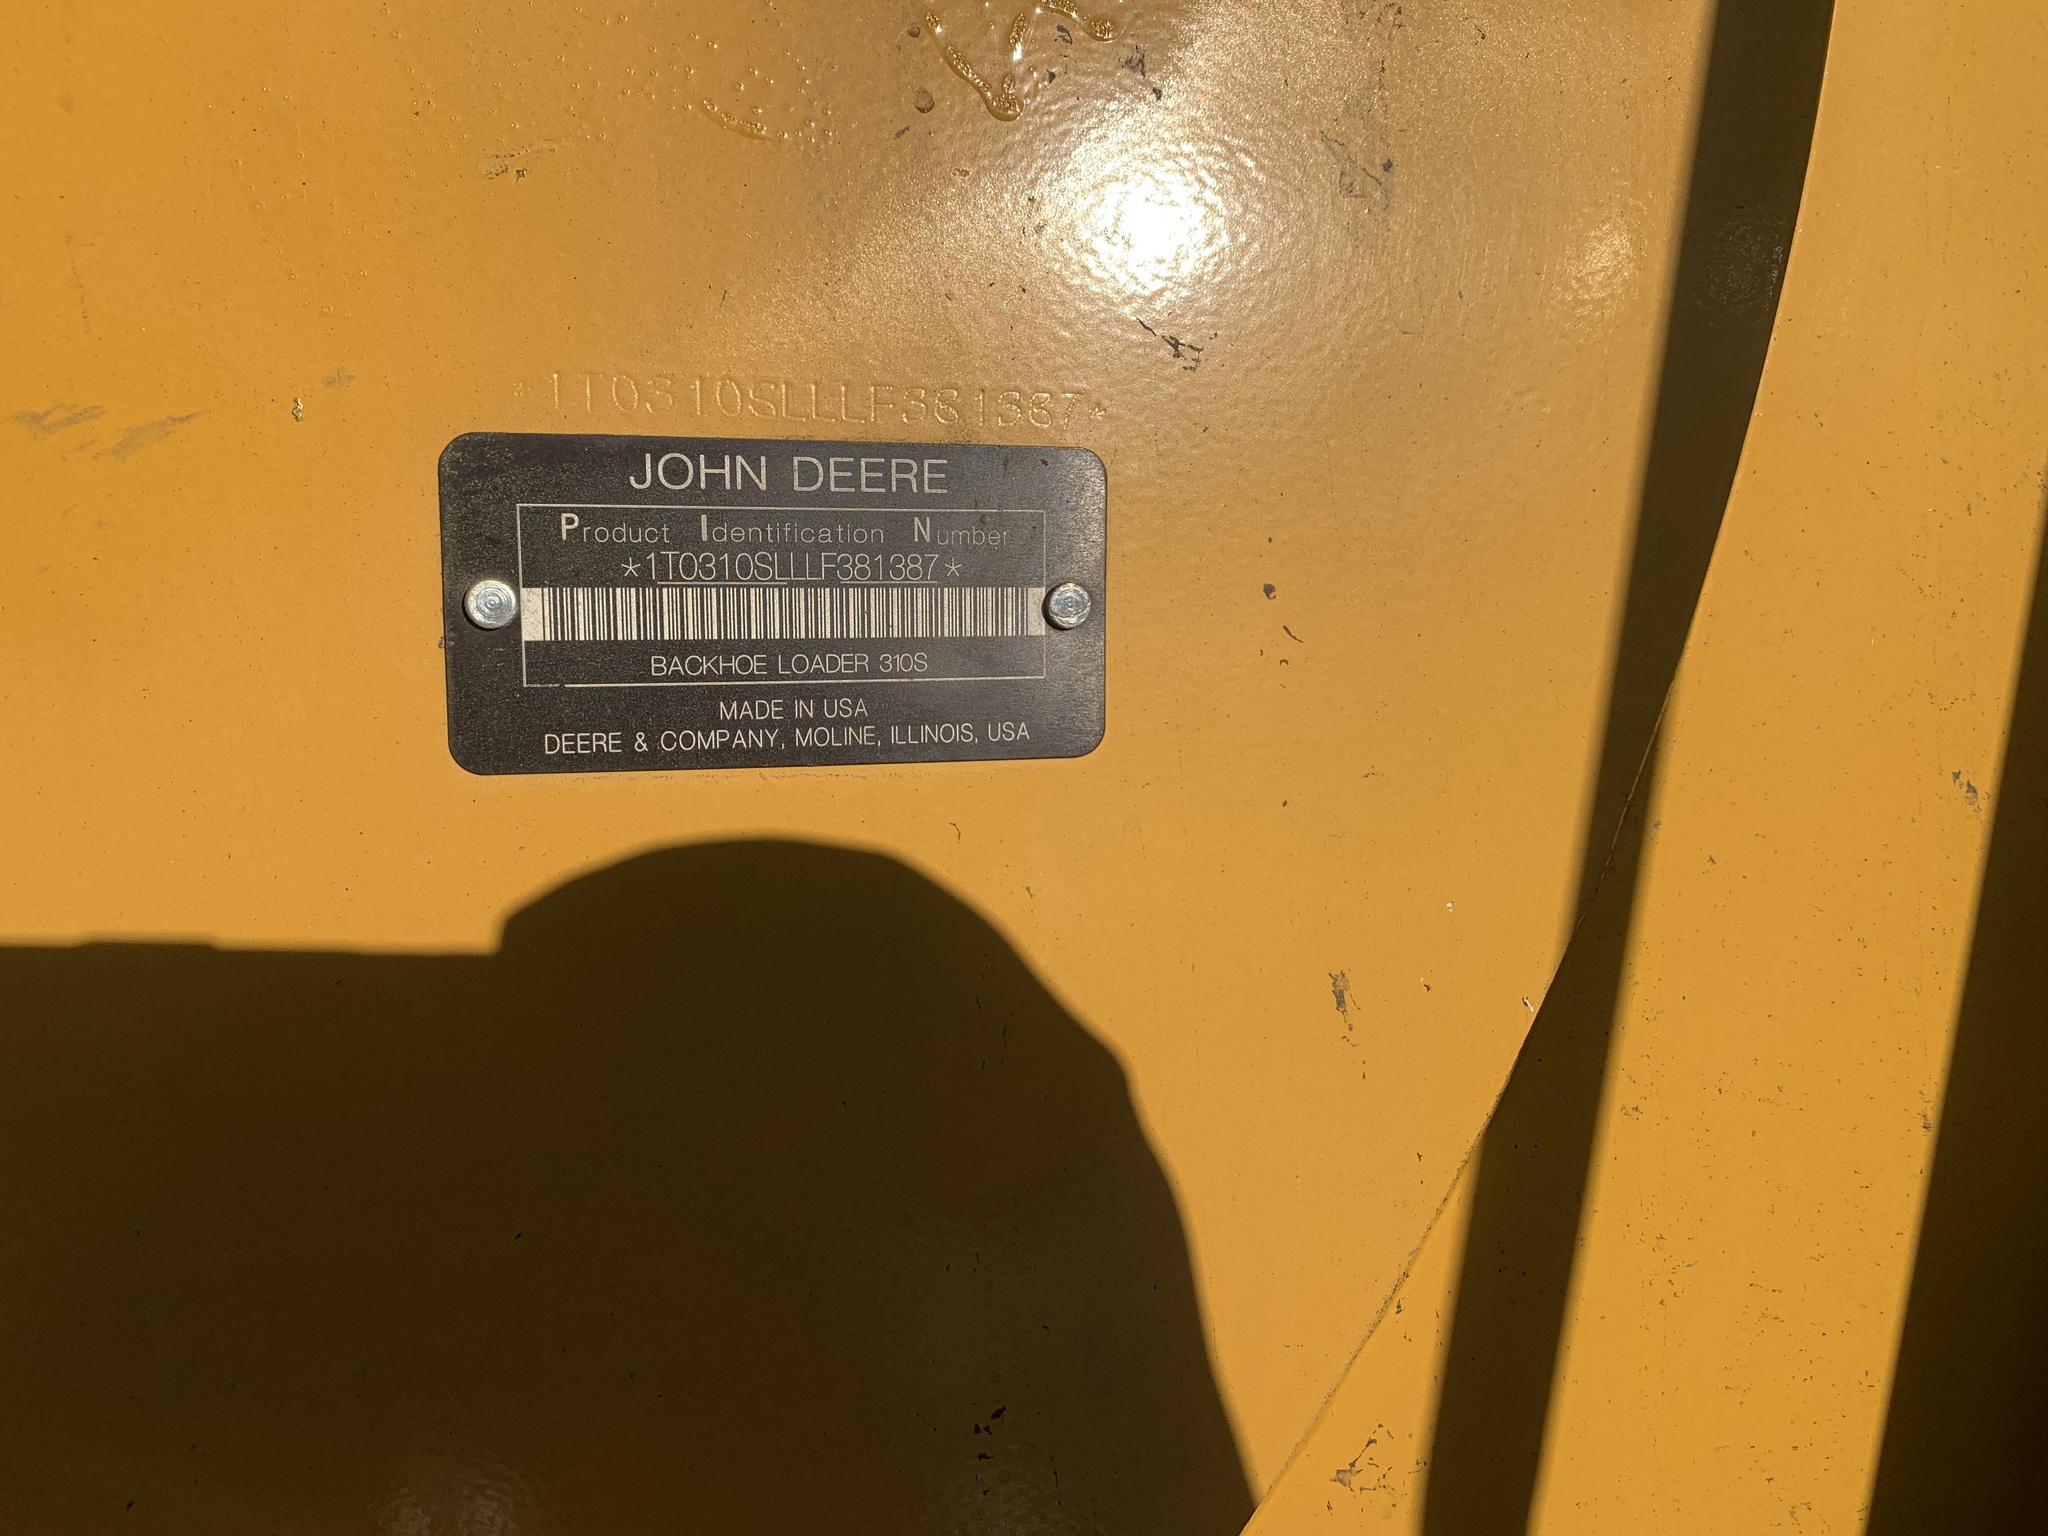 *1T0310SLLLF381387*
JOHN DEERE
Product Identification Number
*1T0310SLLLF381387*
BACKHOE LOADER 310S
MADE IN USA
DEERE & COMPANY, MOLINE, ILLINOIS, USA